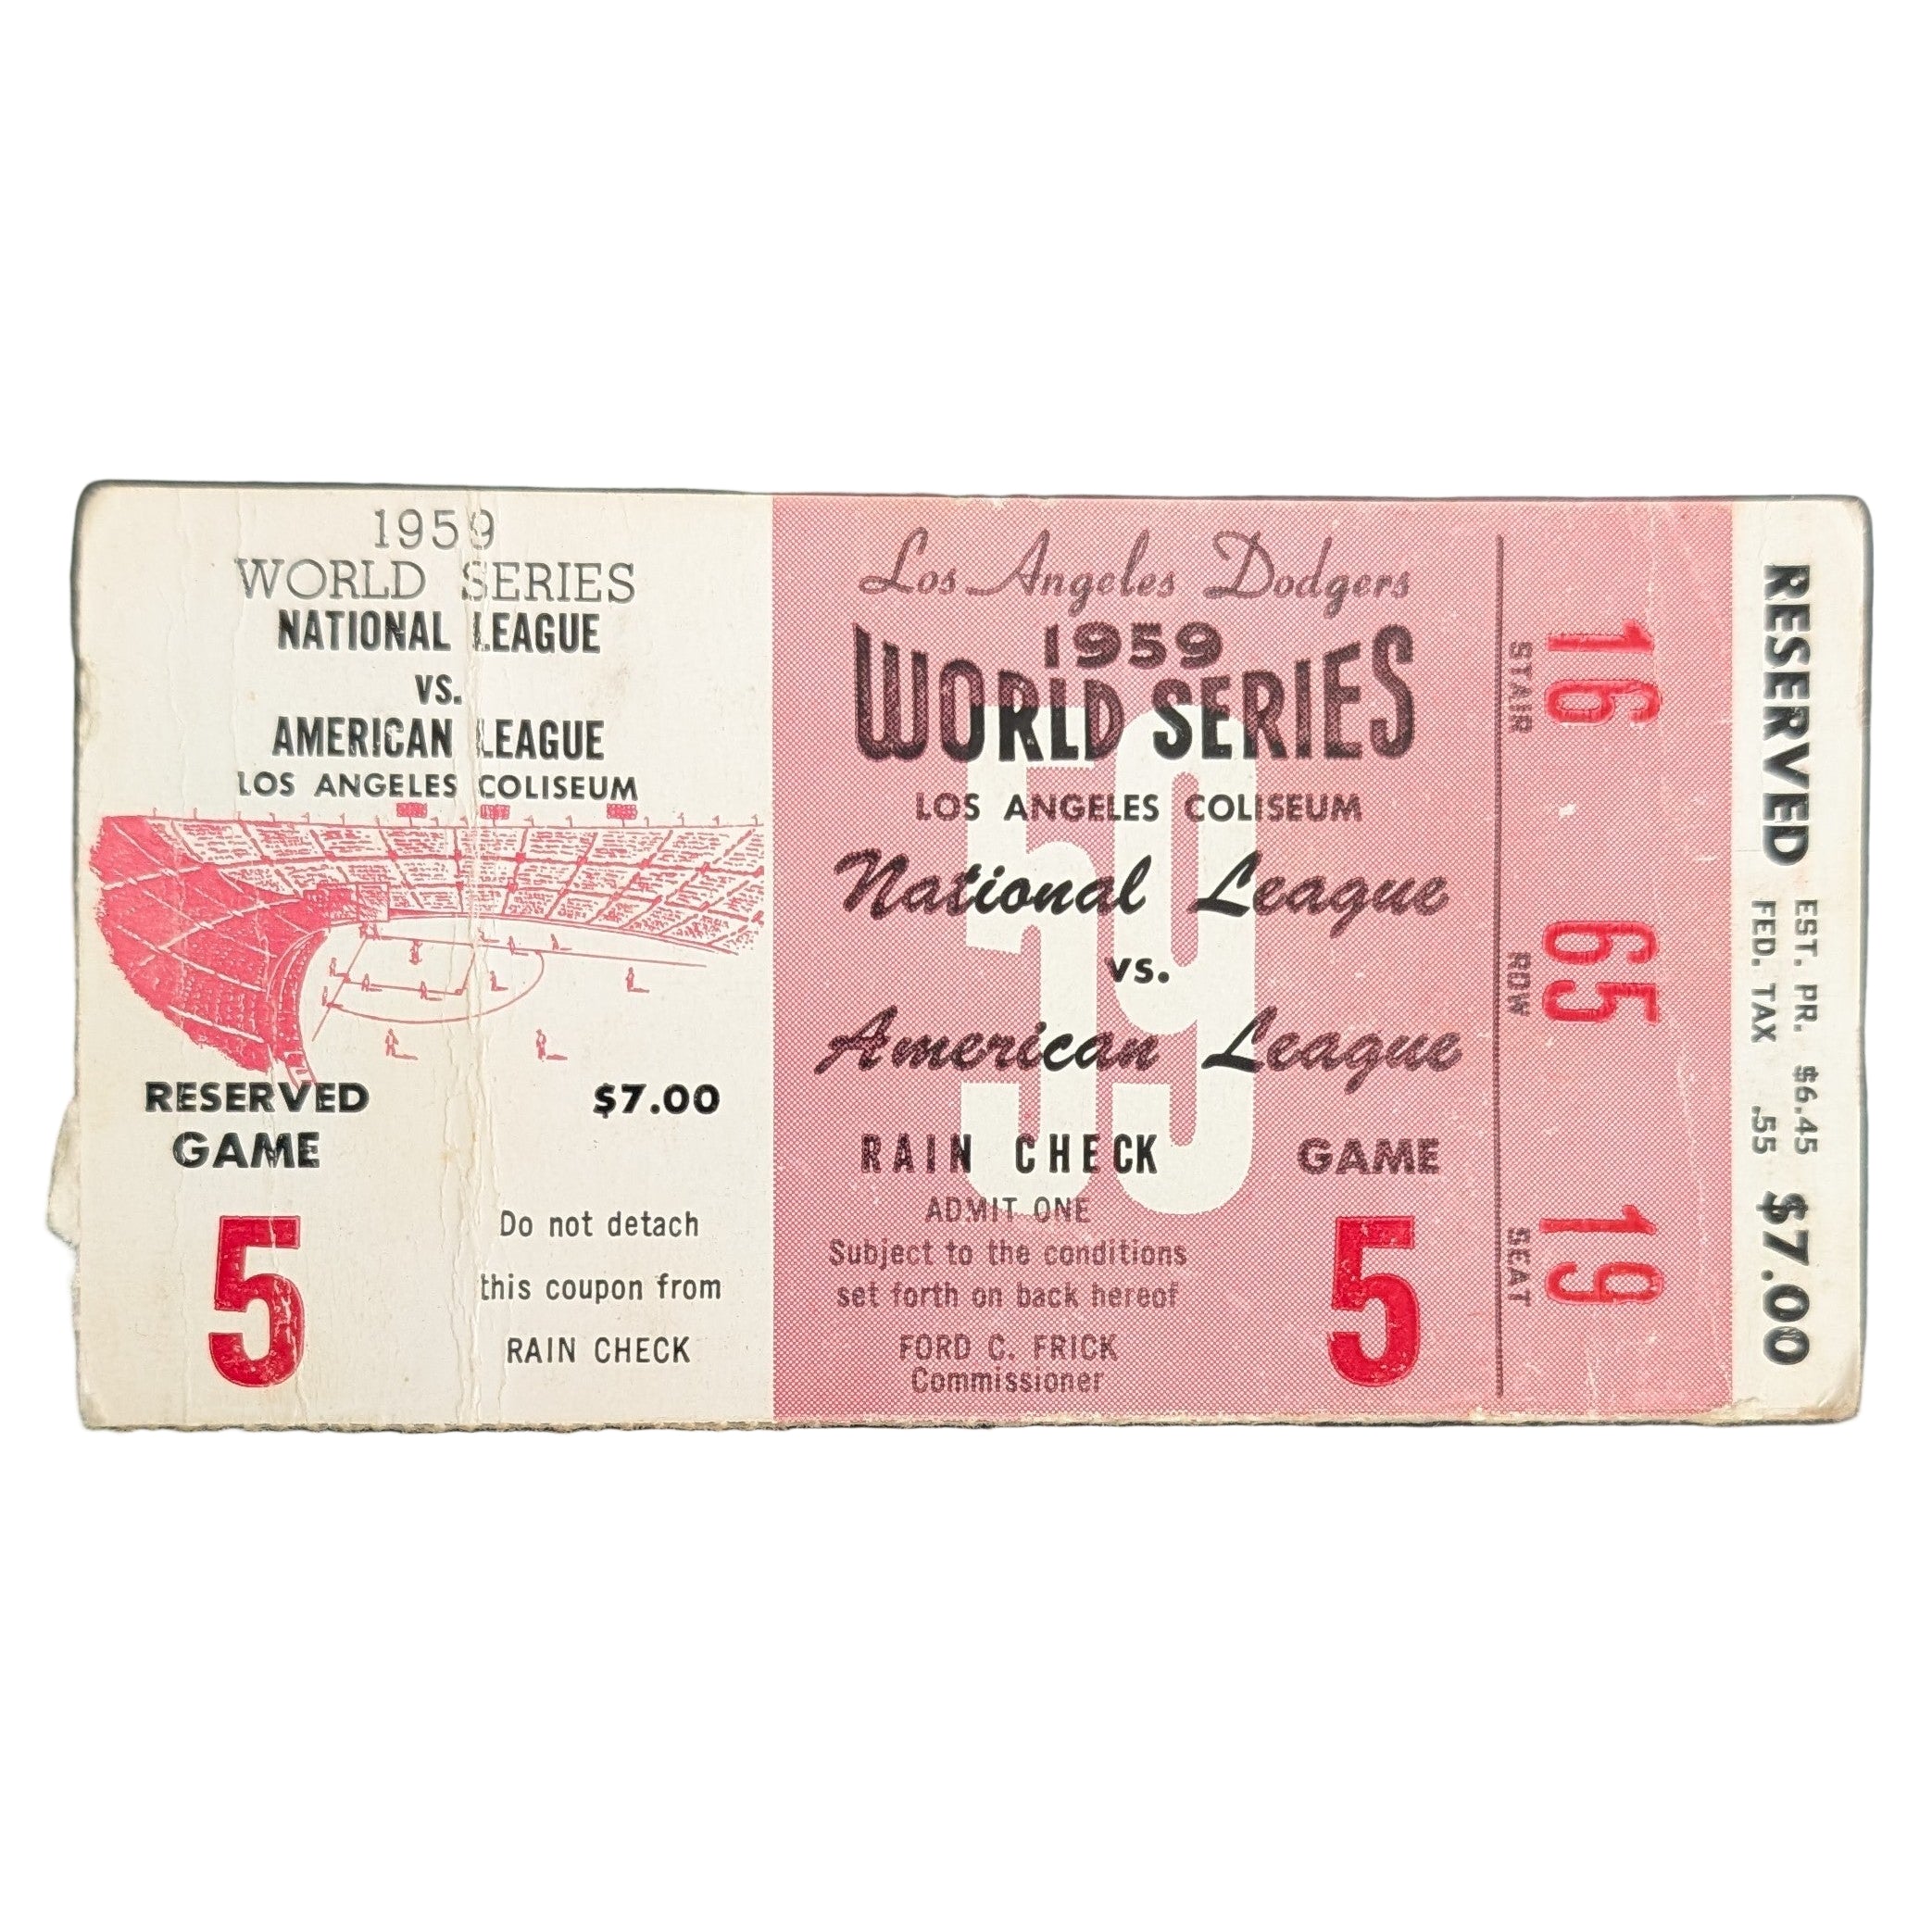 1959
WORLD SERIES
NATIONAL LEAGUE
VS.
AMERICAN LEAGUE
LOS ANGELES COLISEUM
RESERVED $7.00
GAME
5
Do not detach
this coupon from
RAIN CHECK
Los Angeles Dodgers
1959
WORLD SERIES
59
LOS ANGELES COLISEUM
National League
vs.
American League
RAIN CHECK
ADMIT ONE
Subject to the conditions
set forth on back hereof
FORD C. FRICK
Commissioner
GAME
5
16 65 19
STAIR ROW SEAT
RESERVED EST. PR. $6.45 $7.00
FED. TAX .55